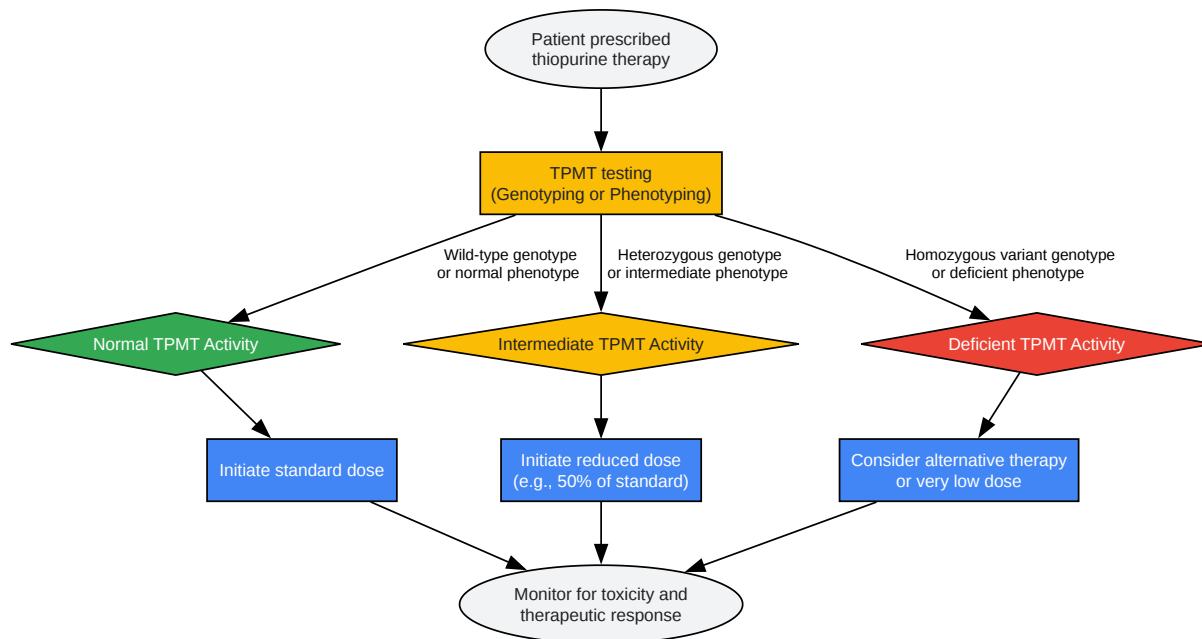 Patient prescribed
thiopurine therapy
TPMT testing
(Genotyping or Phenotyping)
Wild-type genotype
or normal phenotype
Heterozygous genotype
or intermediate phenotype
Homozygous variant genotype
or deficient phenotype
Normal TPMT Activity
Intermediate TPMT Activity
Deficient TPMT Activity
Initiate standard dose
Initiate reduced dose
(e.g., 50% of standard)
Consider alternative therapy
or very low dose
Monitor for toxicity and
therapeutic response